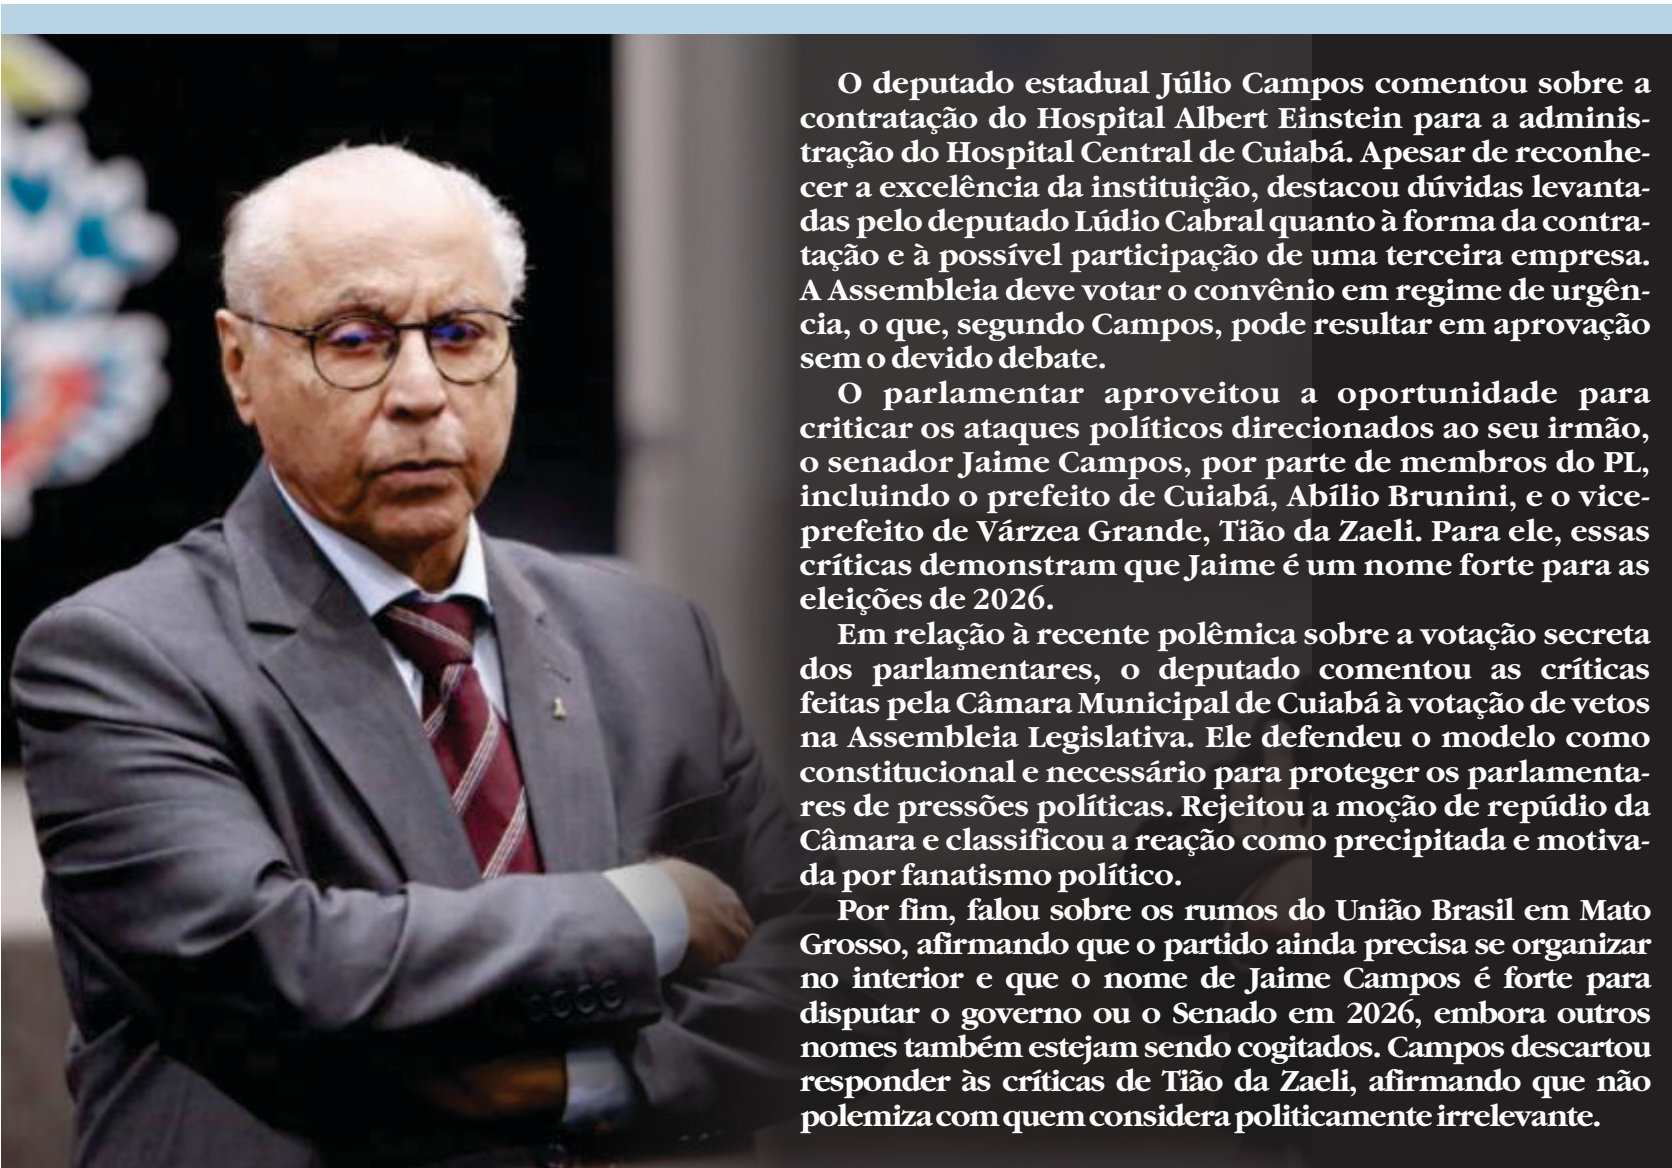 O deputado estadual Júlio Campos comentou sobre a
contratação do Hospital Albert Einstein para a adminis-
tração do Hospital Central de Cuiabá. Apesar de reconhe-
cer a excelência da instituição, destacou dúvidas levanta-
das pelo deputado Lúdio Cabral quanto à forma da contra-
tação e à possível participação de uma terceira empresa.
A Assembleia deve votar o convênio em regime de urgên-
cia, o que, segundo Campos, pode resultar em aprovação
sem o devido debate.
O parlamentar aproveitou a oportunidade para
criticar os ataques políticos direcionados ao seu irmão,
o senador Jaime Campos, por parte de membros do PL,
incluindo o prefeito de Cuiabá, Abílio Brunini, e o vice-
prefeito de Várzea Grande, Tião da Zaeli. Para ele, essas
críticas demonstram que Jaime é um nome forte para as
eleições de 2026.
Em relação à recente polêmica sobre a votação secreta
dos parlamentares, o deputado comentou as críticas
feitas pela Câmara Municipal de Cuiabá à votação de vetos
na Assembleia Legislativa. Ele defendeu o modelo como
constitucional e necessário para proteger os parlamenta-
res de pressões políticas. Rejeitou a moção de repúdio da
Câmara e classificou a reação como precipitada e motiva-
da por fanatismo político.
Por fim, falou sobre os rumos do União Brasil em Mato
Grosso, afirmando que o partido ainda precisa se organizar
no interior e que o nome de Jaime Campos é forte para
disputar o governo ou o Senado em 2026, embora outros
nomes também estejam sendo cogitados. Campos descartou
responder às críticas de Tião da Zaeli, afirmando que não
polemiza com quem considera politicamente irrelevante.